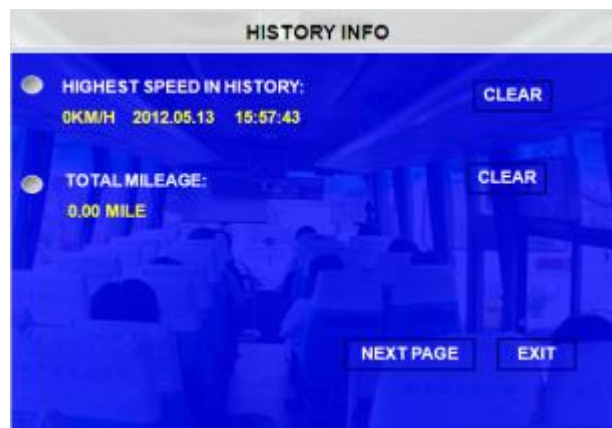 HISTORY INFO
HIGHEST SPEED IN HISTORY:
CLEAR
0KM/H 2012.05.13 15:57:43
TOTAL MILEAGE:
CLEAR
0.00 MILE
NEXT PAGE EXIT